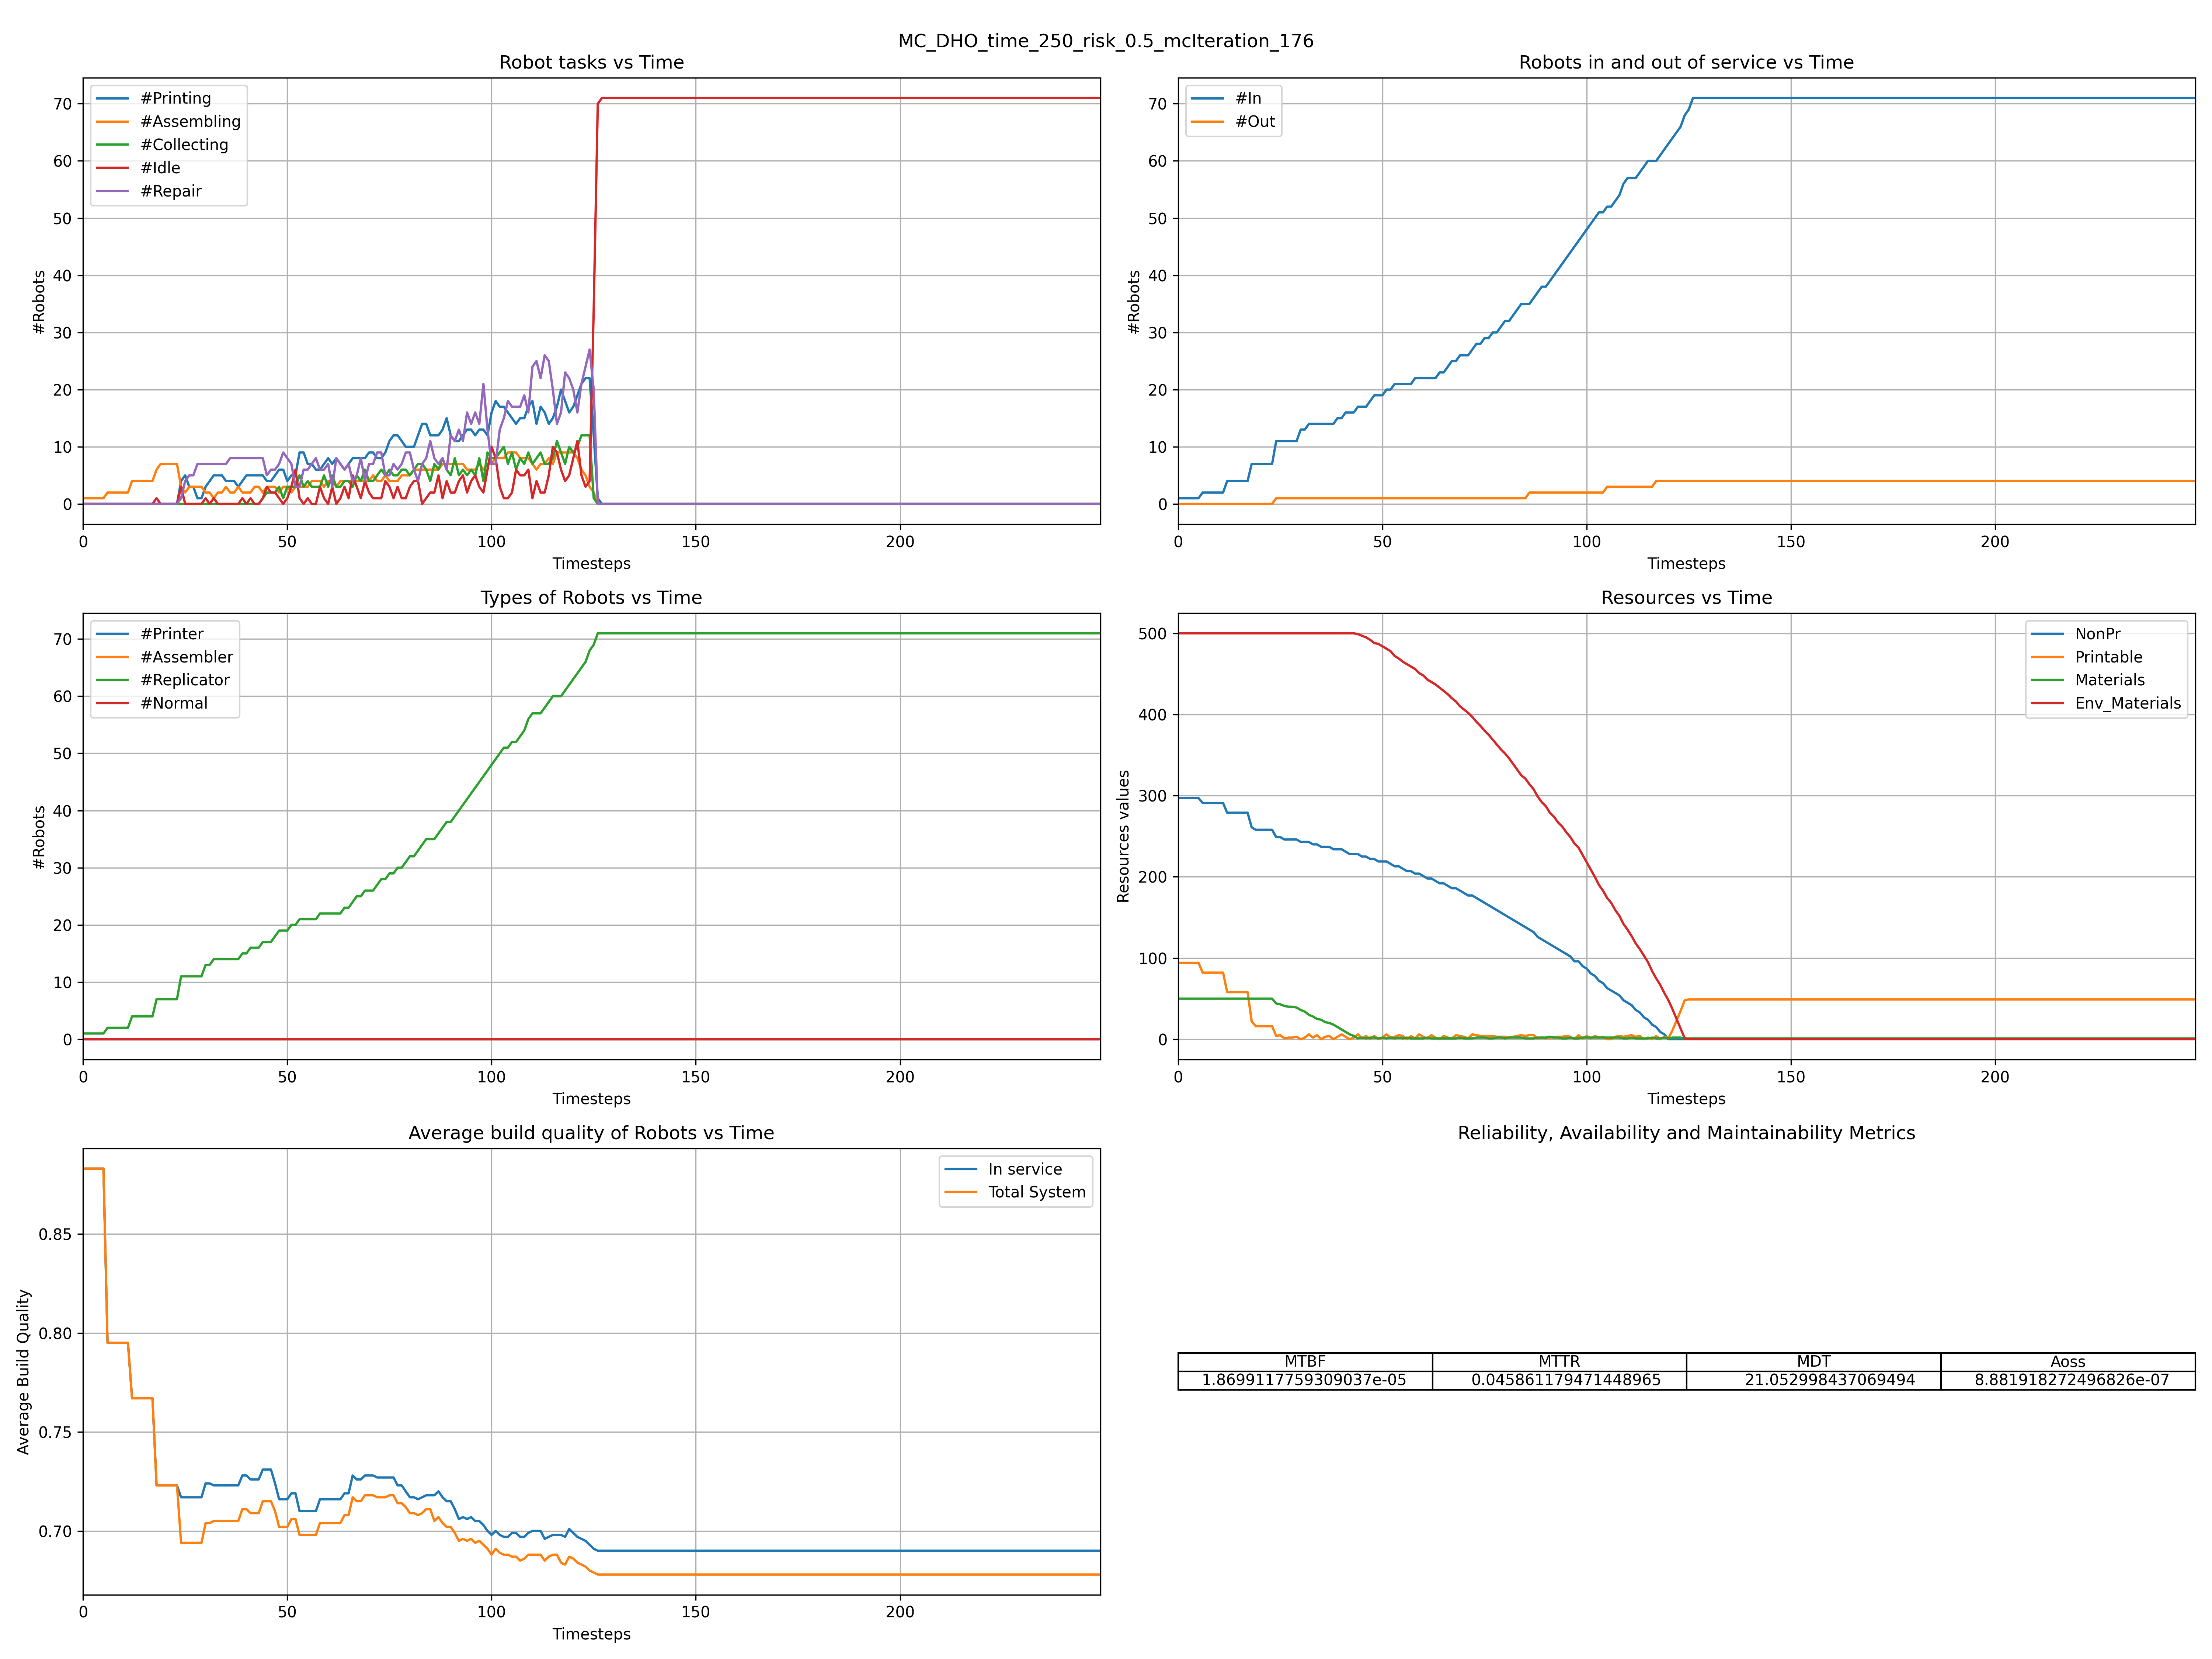 MC_DHO_time_250_risk_0.5_mcIteration_176
Robot tasks vs Time
#Printing
#Assembling
#Collecting
#Idle
#Repair
#Robots
70
60
50
40
30
20
10
0
0 50 100 150 200
Timesteps
Robots in and out of service vs Time
#In
#Out
#Robots
70
60
50
40
30
20
10
0
0 50 100 150 200
Timesteps
Types of Robots vs Time
#Printer
#Assembler
#Replicator
#Normal
#Robots
70
60
50
40
30
20
10
0
0 50 100 150 200
Timesteps
Resources vs Time
NonPr
Printable
Materials
Env_Materials
Resources values
500
400
300
200
100
0
0 50 100 150 200
Timesteps
Average build quality of Robots vs Time
In service
Total System
Average Build Quality
0.85
0.80
0.75
0.70
0 50 100 150 200
Timesteps
Reliability, Availability and Maintainability Metrics
MTBF MTTR MDT Aoss
1.8699117759309037e-05 0.045861179471448965 21.052998437069494 8.881918272496826e-07